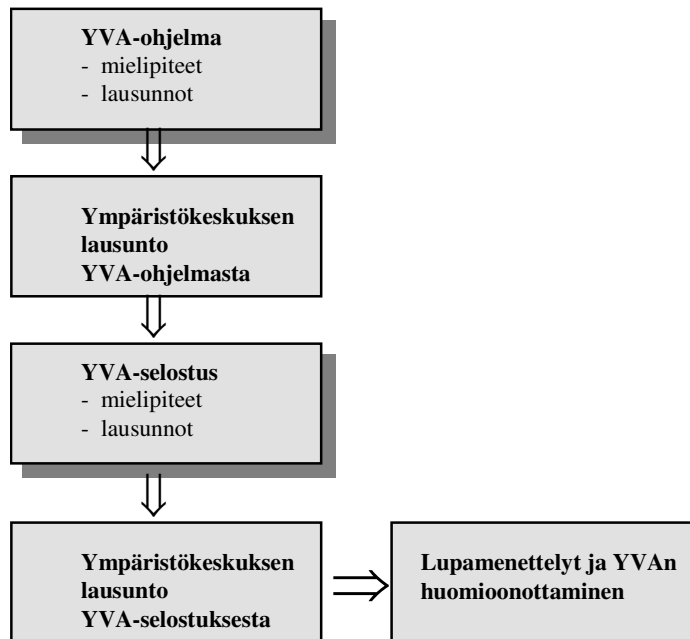 YVA-ohjelma
- mielipiteet
- lausunnot
Ympäristökeskuksen
lausunto
YVA-ohjelmasta
YVA-selostus
- mielipiteet
- lausunnot
Ympäristökeskuksen
lausunto
YVA-selostuksesta
Lupamenettelyt ja YVAn
huomioonottaminen